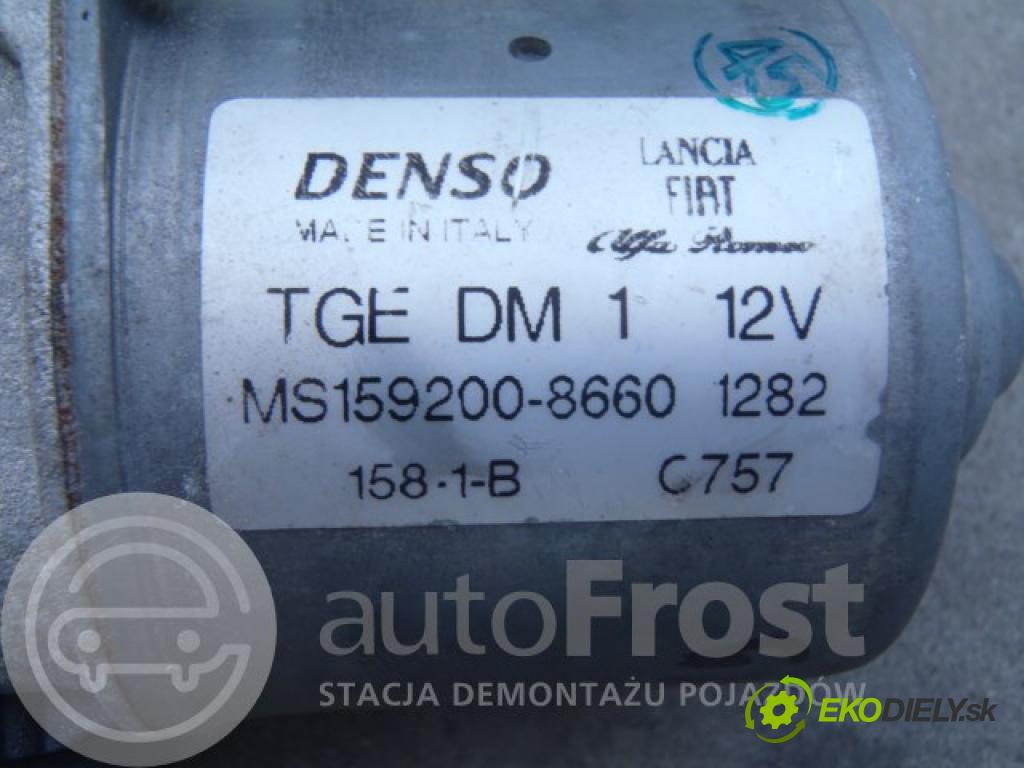 DENSO LANCIA
FIAT
MADE IN ITALY Alfa Romeo
TGE DM 1 12V
MS159200-8660 1282
158-1-B C757
autoFrost
STACJA DEMONTAŻU POJAZDÓW
EKODIELY.sk